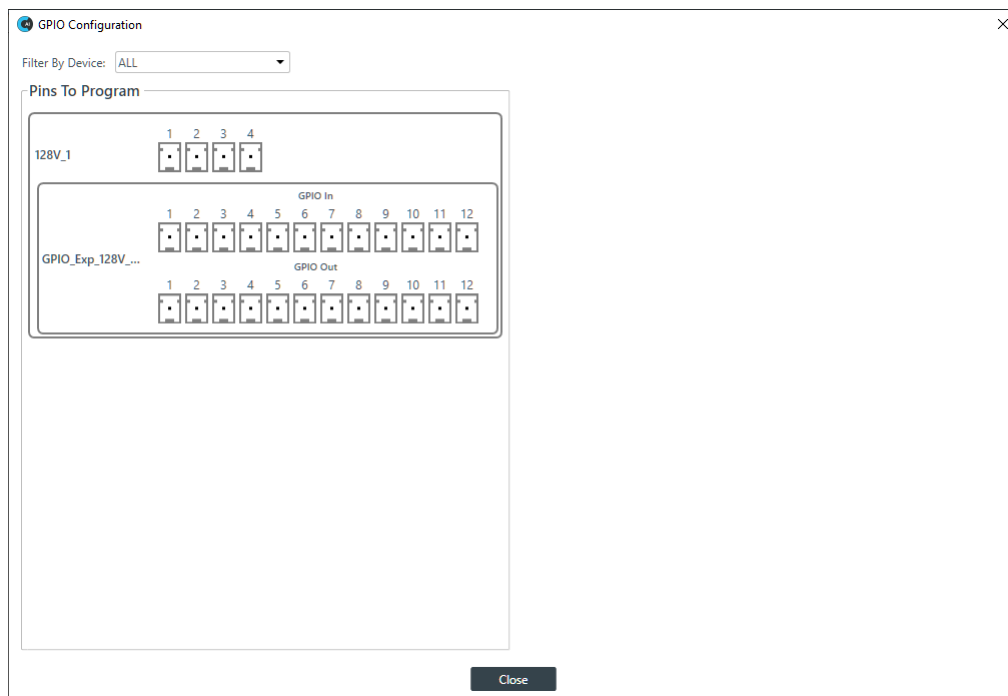 GPIO Configuration
Filter By Device: ALL
Pins To Program
1 2 3 4
128V_1
GPIO In
1 2 3 4 5 6 7 8 9 10 11 12
GPIO_Exp_128V_...
GPIO Out
1 2 3 4 5 6 7 8 9 10 11 12
Close